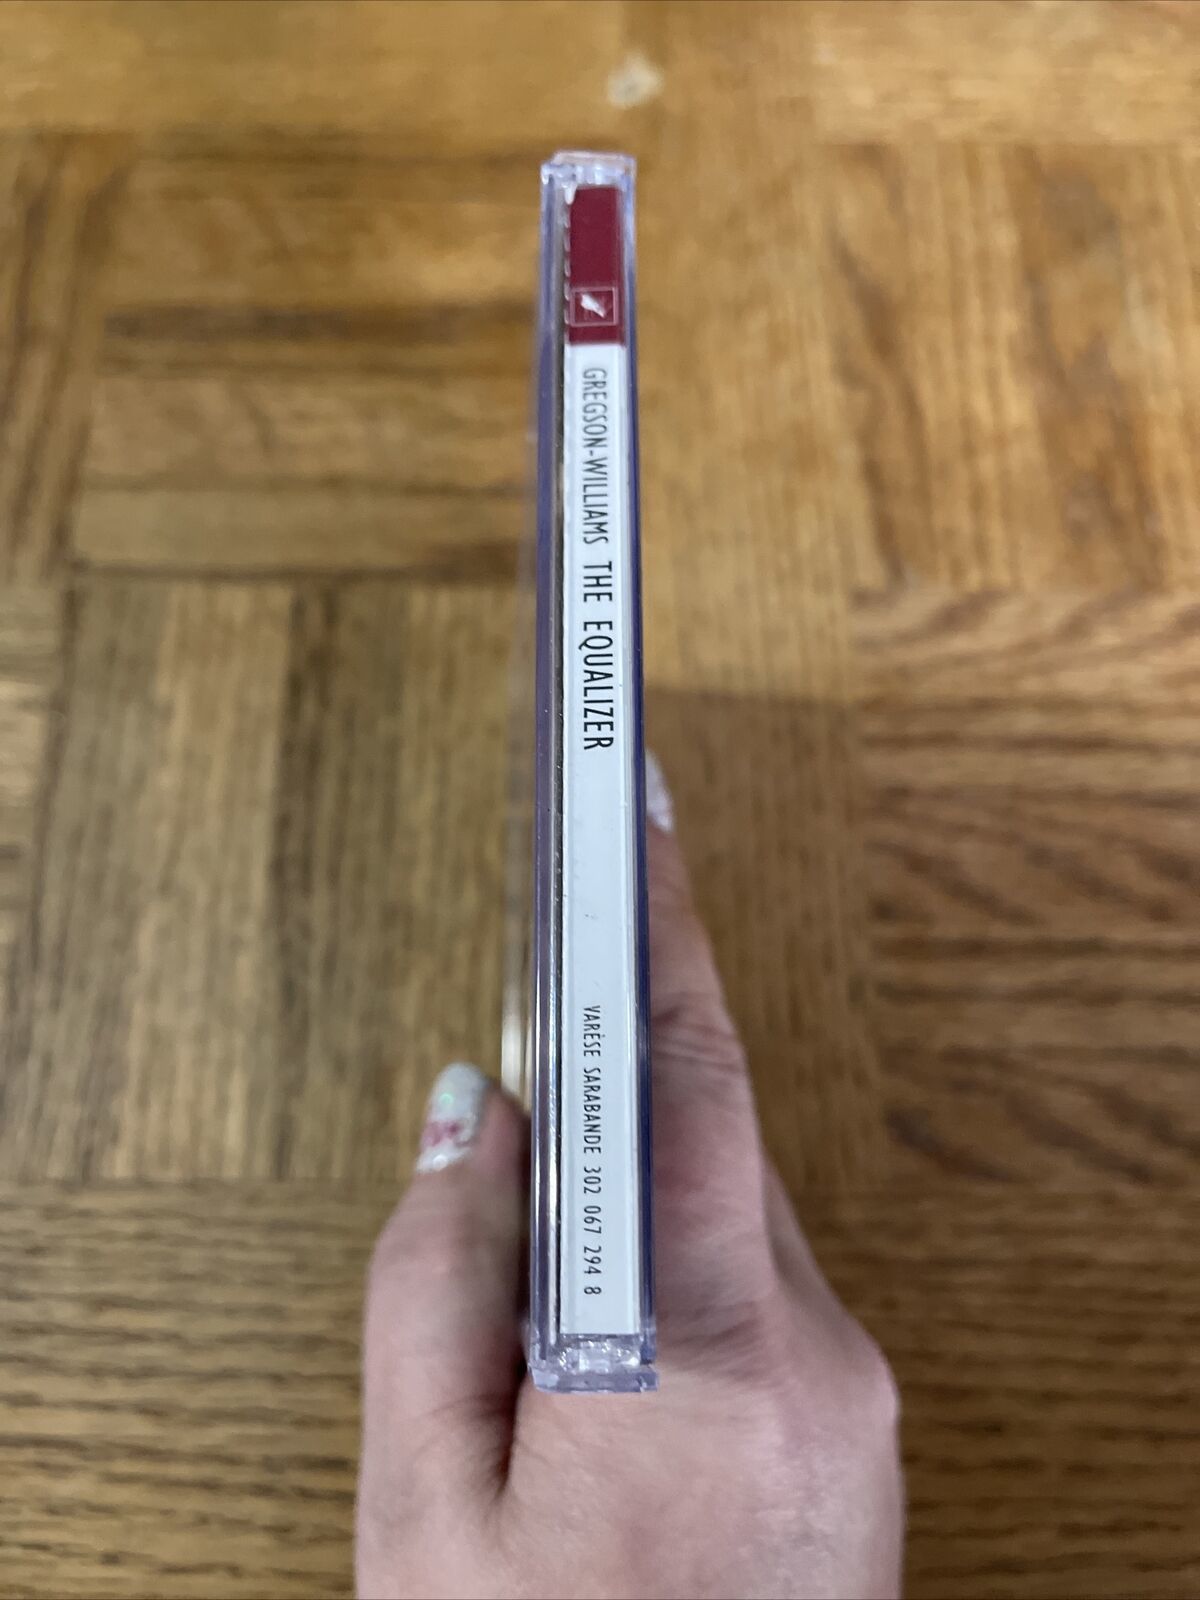 GREGSON-WILLIAMS THE EQUALIZER VARÈSE SARABANDE 302 067 294 8